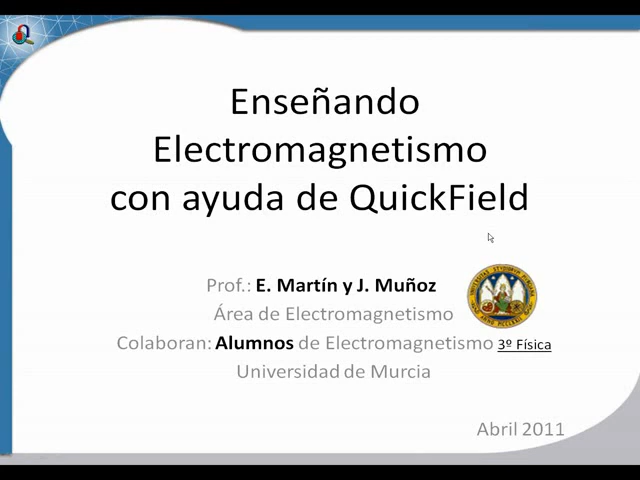 Enseñando
Electromagnetismo
con ayuda de QuickField
Prof.: E. Martín y J. Muñoz
Área de Electromagnetismo
Colaboran: Alumnos de Electromagnetismo 3º Física
Universidad de Murcia
Abril 2011